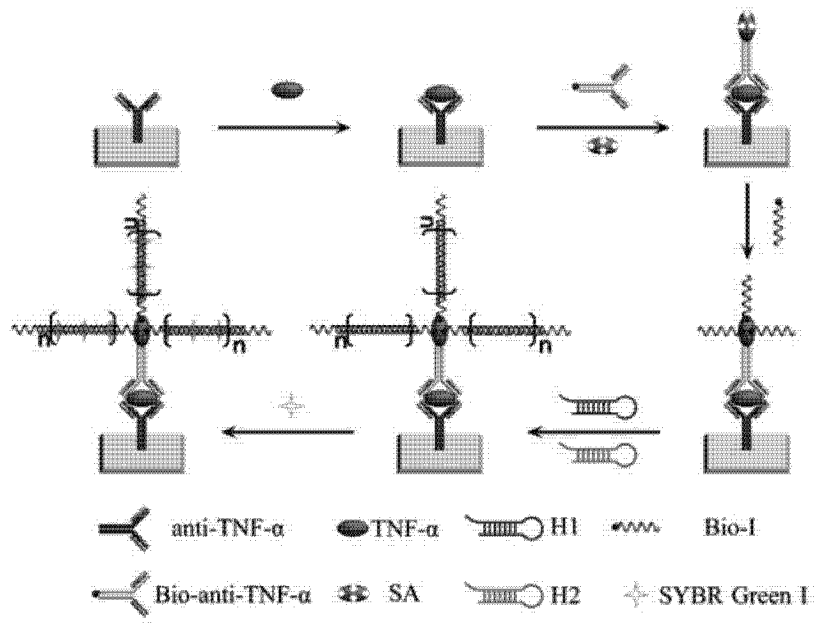 n
n n
n n
anti-TNF-α TNF-α H1 Bio-I
Bio-anti-TNF-α SA H2 SYBR Green I